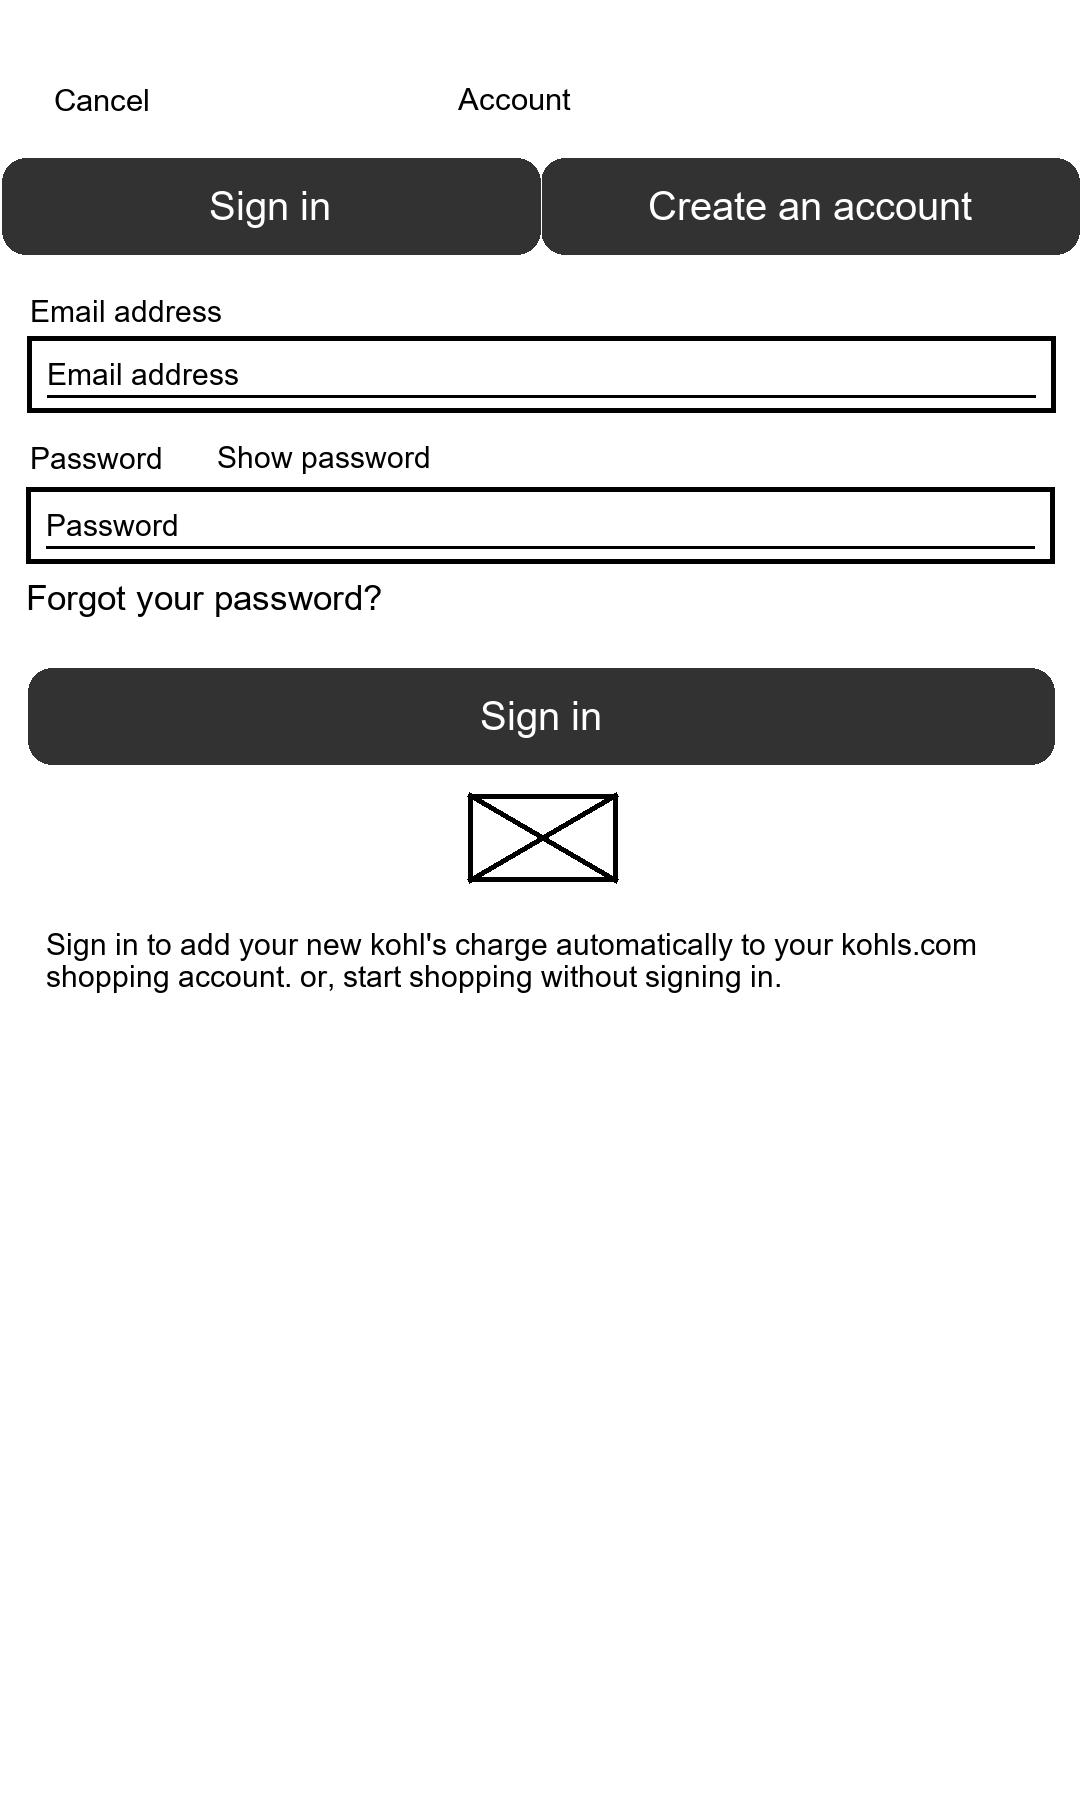 Cancel Account
Sign in Create an account
Email address
Email address
Password Show password
Password
Forgot your password?
Sign in
Sign in to add your new kohl's charge automatically to your kohls.com
shopping account. or, start shopping without signing in.